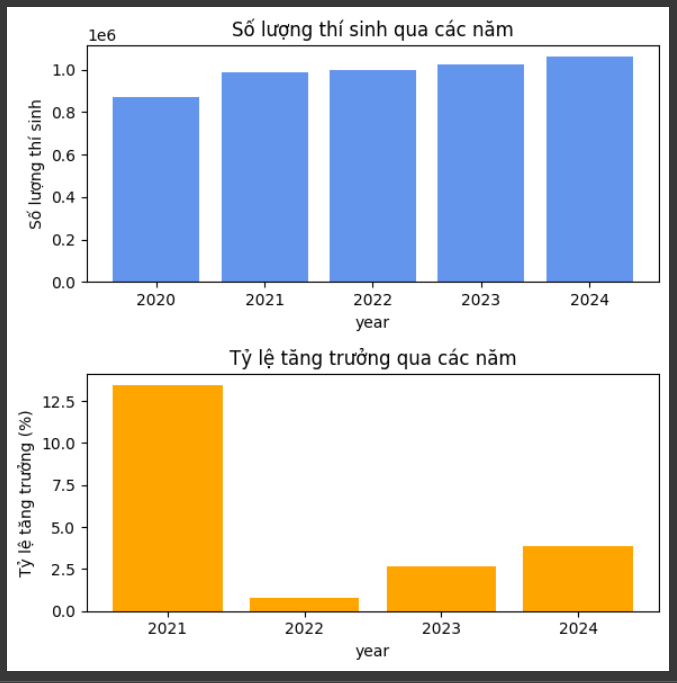 Số lượng thí sinh qua các năm
1e6
Số lượng thí sinh
1.0
0.8
0.6
0.4
0.2
0.0
2020 2021 2022 2023 2024
year
Tỷ lệ tăng trưởng qua các năm
Tỷ lệ tăng trưởng (%)
12.5
10.0
7.5
5.0
2.5
0.0
2021 2022 2023 2024
year